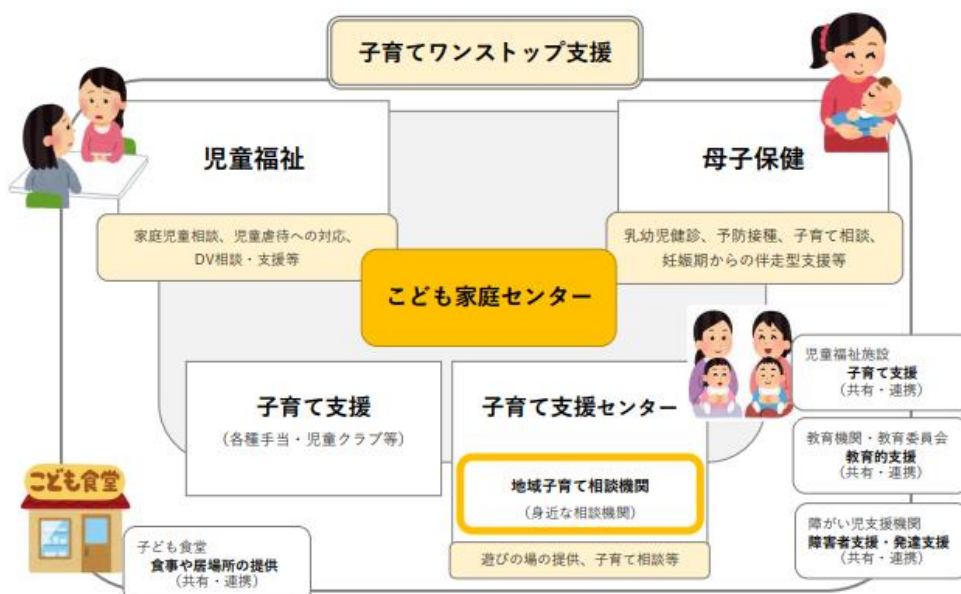 子育てワンストップ支援
児童福祉
家庭児童相談、児童虐待への対応、
DV相談・支援等
母子保健
乳幼児健診、予防接種、子育て相談、
妊娠期からの伴走型支援等
こども家庭センター
子育て支援
(各種手当・児童クラブ等)
子育て支援センター
地域子育て相談機関
(身近な相談機関)
遊びの場の提供、子育て相談等
児童福祉施設
子育て支援
(共有・連携)
教育機関・教育委員会
教育的支援
(共有・連携)
障がい児支援機関
障害者支援・発達支援
(共有・連携)
こども食堂
子ども食堂
食事や居場所の提供
(共有・連携)